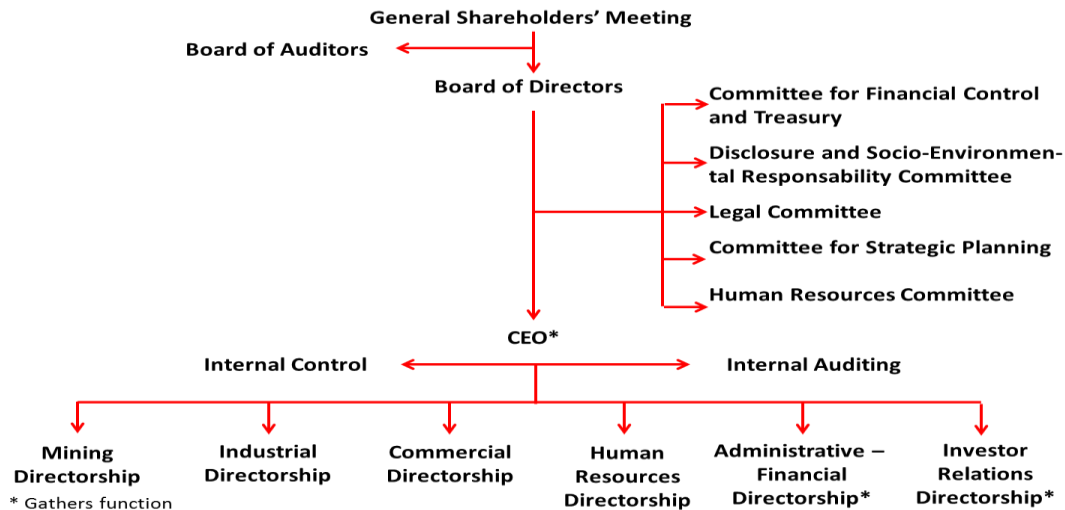 General Shareholders’ Meeting
Board of Auditors
Board of Directors
Committee for Financial Control
and Treasury
Disclosure and Socio-Environmen-
tal Responsability Committee
Legal Committee
Committee for Strategic Planning
Human Resources Committee
CEO*
Internal Control
Internal Auditing
Mining
Directorship
Industrial
Directorship
Commercial
Directorship
Human
Resources
Directorship
Administrative –
Financial
Directorship*
Investor
Relations
Directorship*
* Gathers function